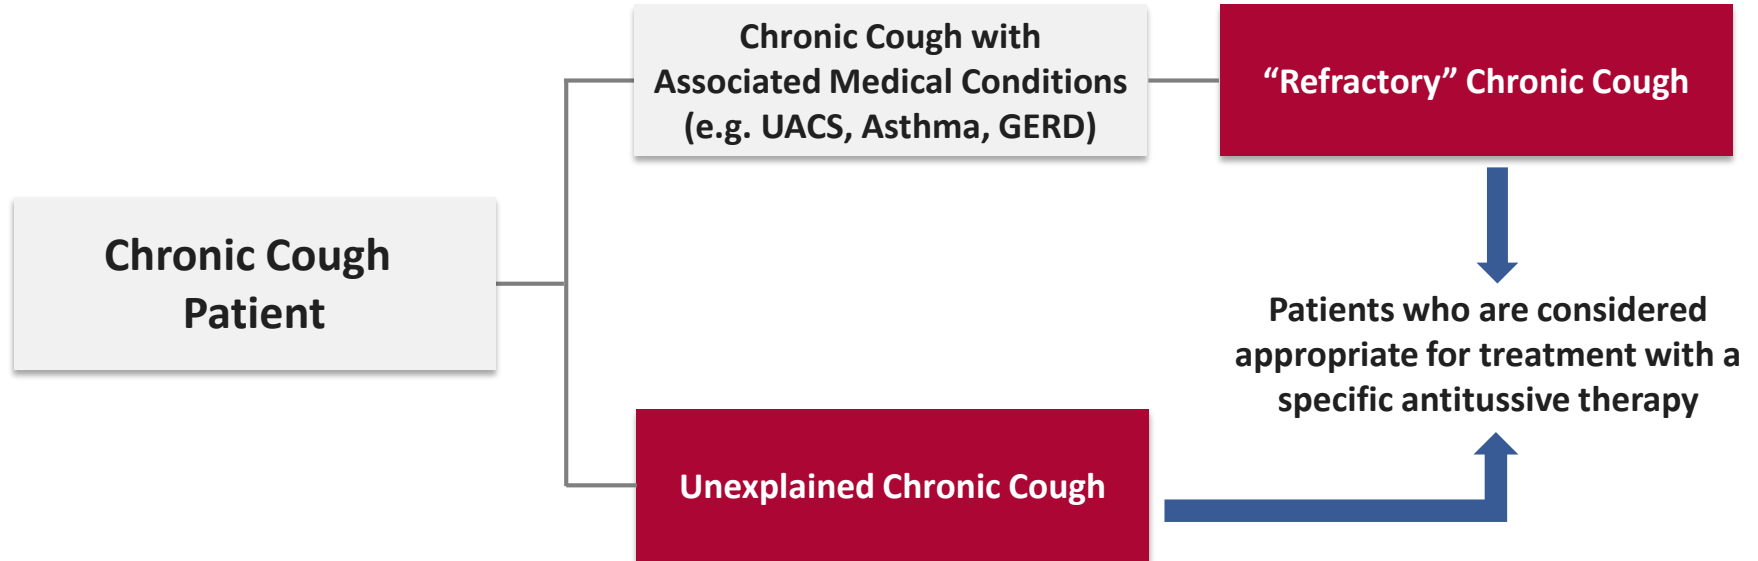 Chronic Cough with
Associated Medical Conditions
(e.g. UACS, Asthma, GERD)
“Refractory” Chronic Cough
Chronic Cough
Patient
Patients who are considered
appropriate for treatment with a
specific antitussive therapy
Unexplained Chronic Cough